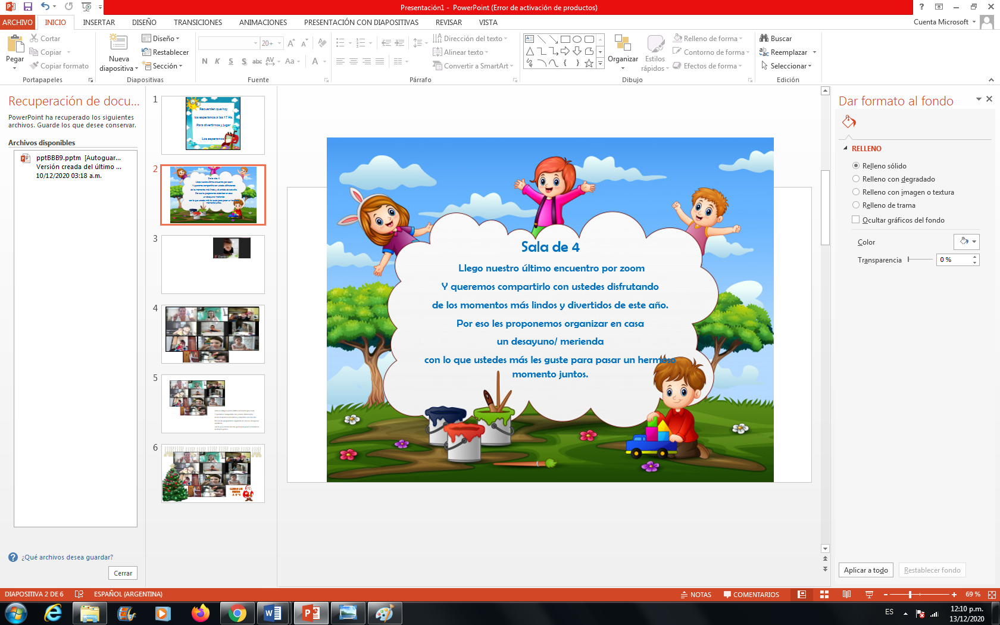 Presentación1 - PowerPoint (Error de activación de productos)
ARCHIVO INICIO INSERTAR DISEÑO TRANSICIONES ANIMACIONES PRESENTACIÓN CON DIAPOSITIVAS REVISAR VISTA Cuenta Microsoft
Pegar
Cortar
Copiar
Copiar formato
Portapapeles
Nueva diapositiva
Diseño
Restablecer
Sección
Diapositivas
20+
N K S S abc AV Aa A
Fuente
Dirección del texto
Alinear texto
Convertir a SmartArt
Párrafo
Organizar
Estilos rápidos
Relleno de forma
Contorno de forma
Efectos de forma
Dibujo
Buscar
Reemplazar
Seleccionar
Edición
Recuperación de docu...
PowerPoint ha recuperado los siguientes
archivos. Guarde los que desee conservar.
Archivos disponibles
pptBBB9.pptm [Autoguar...
Versión creada del último ...
10/12/2020 03:18 a.m.
¿Qué archivos desea guardar?
Cerrar
1
Recuerden que hoy
los esperamos a las 17 Hs.
Para divertirnos y jugar
Los esperamos
2
3
4
5
6
Sala de 4
Llego nuestro último encuentro por zoom
Y queremos compartirlo con ustedes disfrutando
de los momentos más lindos y divertidos de este año.
Por eso les proponemos organizar en casa
un desayuno/ merienda
con lo que ustedes más les guste para pasar un hermoso
momento juntos.
Dar formato al fondo
RELLENO
Relleno sólido
Relleno con degradado
Relleno con imagen o textura
Relleno de trama
Ocultar gráficos del fondo
Color
Transparencia 0 %
Aplicar a todo Restablecer fondo
DIAPOSITIVA 2 DE 6 ESPAÑOL (ARGENTINA) NOTAS COMENTARIOS 69 %
ES
12:10 p.m.
13/12/2020